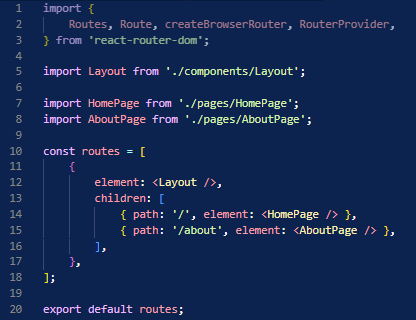 1 import {
2     Routes, Route, createBrowserRouter, RouterProvider,
3 } from 'react-router-dom';
4
5 import Layout from './components/Layout';
6
7 import HomePage from './pages/HomePage';
8 import AboutPage from './pages/AboutPage';
9
10 const routes = [
11     {
12         element: <Layout />,
13         children: [
14             { path: '/', element: <HomePage /> },
15             { path: '/about', element: <AboutPage /> },
16         ],
17     },
18 ];
19
20 export default routes;